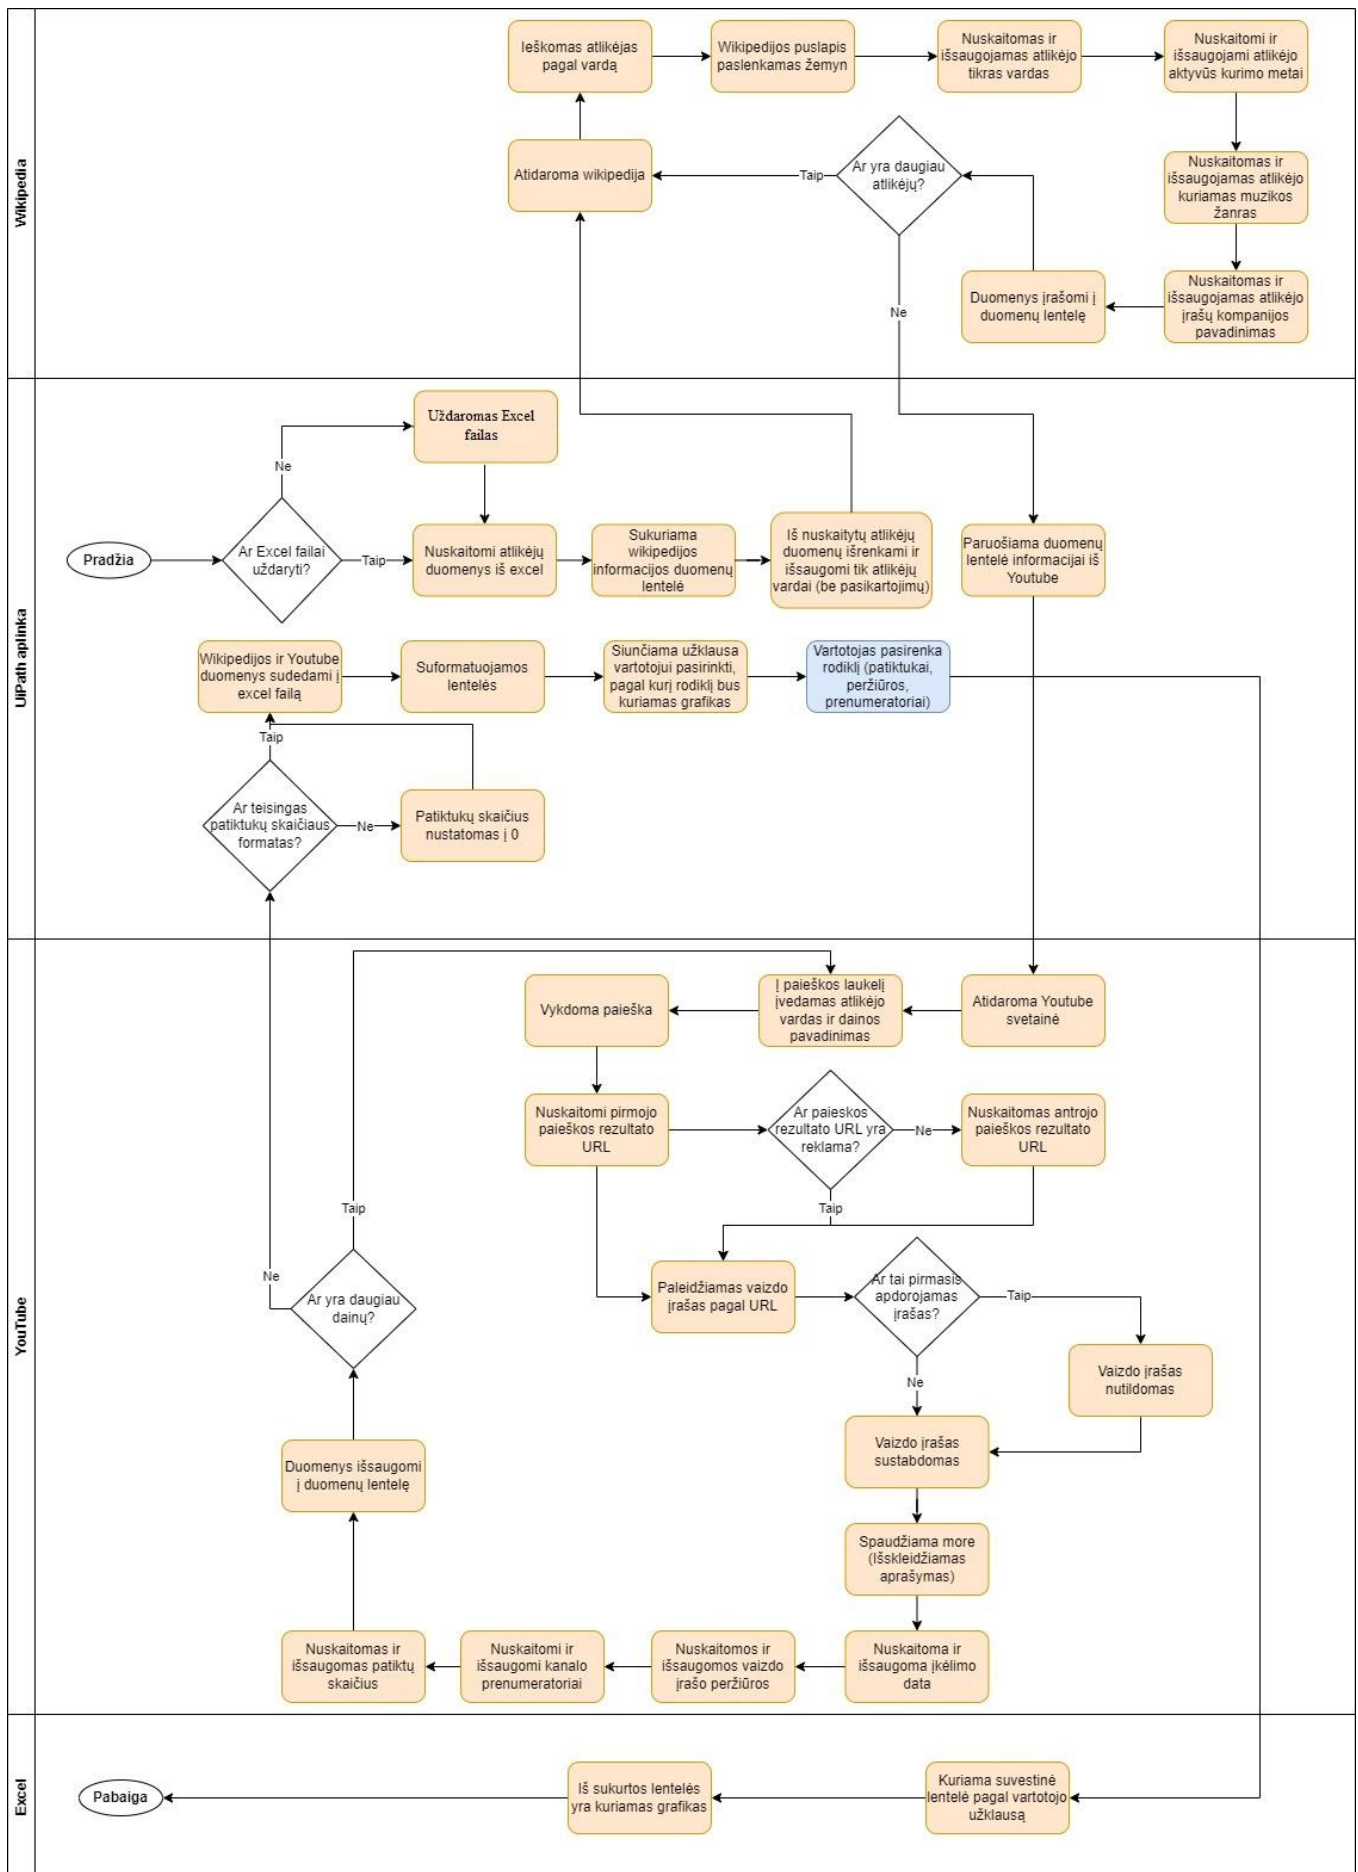 Wikipedia
Ieškomas atlikėjas
pagal vardą
Wikipedijos puslapis
paslenkamas žemyn
Nuskaitomas ir
išsaugojamas atlikėjo
tikras vardas
Nuskaitomi ir
išsaugojami atlikėjo
aktyvūs kurimo metai
Atidaroma wikipedija
Taip
Ar yra daugiau
atlikėjų?
Nuskaitomas ir
išsaugojamas atlikėjo
kuriamas muzikos
žanras
Ne
Duomenys įrašomi į
duomenų lentelę
Nuskaitomas ir
išsaugojamas atlikėjo
įrašų kompanijos
pavadinimas
UiPath aplinka
Uždaromas Excel
failas
Ne
Pradžia
Ar Excel failai
uždaryti?
Taip
Nuskaitomi atlikėjų
duomenys iš excel
Sukuriama
wikipedijos
informacijos duomenų
lentelė
Iš nuskaitytų atlikėjų
duomenų išrenkami ir
išsaugomi tik atlikėjų
vardai (be pasikartojimų)
Paruošiama duomenų
lentelė informacijai iš
Youtube
Wikipedijos ir Youtube
duomenys sudedami į
excel failą
Suformatuojamos
lentelės
Siunčiama užklausa
vartotojui pasirinkti,
pagal kurį rodiklį bus
kuriamas grafikas
Vartotojas pasirenka
rodiklį (patiktukai,
peržiūros,
prenumeratoriai)
Taip
Ar teisingas
patiktukų skaičiaus
formatas?
Ne
Patiktukų skaičius
nustatomas į 0
YouTube
Vykdoma paieška
Į paieškos laukelį
įvedamas atlikėjo
vardas ir dainos
pavadinimas
Atidaroma Youtube
svetainė
Nuskaitomi pirmojo
paieškos rezultato
URL
Ar paieskos
rezultato URL yra
reklama?
Ne
Nuskaitomas antrojo
paieškos rezultato
URL
Taip
Taip
Ne
Ar yra daugiau
dainų?
Paleidžiamas vaizdo
įrašas pagal URL
Ar tai pirmasis
apdorojamas
įrašas?
Taip
Ne
Vaizdo įrašas
nutildomas
Vaizdo įrašas
sustabdomas
Duomenys išsaugomi
į duomenų lentelę
Spaudžiama more
(Išskleidžiamas
aprašymas)
Nuskaitomas ir
išsaugomas patiktų
skaičius
Nuskaitomi ir
išsaugomi kanalo
prenumeratoriai
Nuskaitomos ir
išsaugomos vaizdo
įrašo peržiūros
Nuskaitoma ir
išsaugoma įkėlimo
data
Excel
Pabaiga
Iš sukurtos lentelės
yra kuriamas grafikas
Kuriama suvestinė
lentelė pagal vartotojo
užklausą